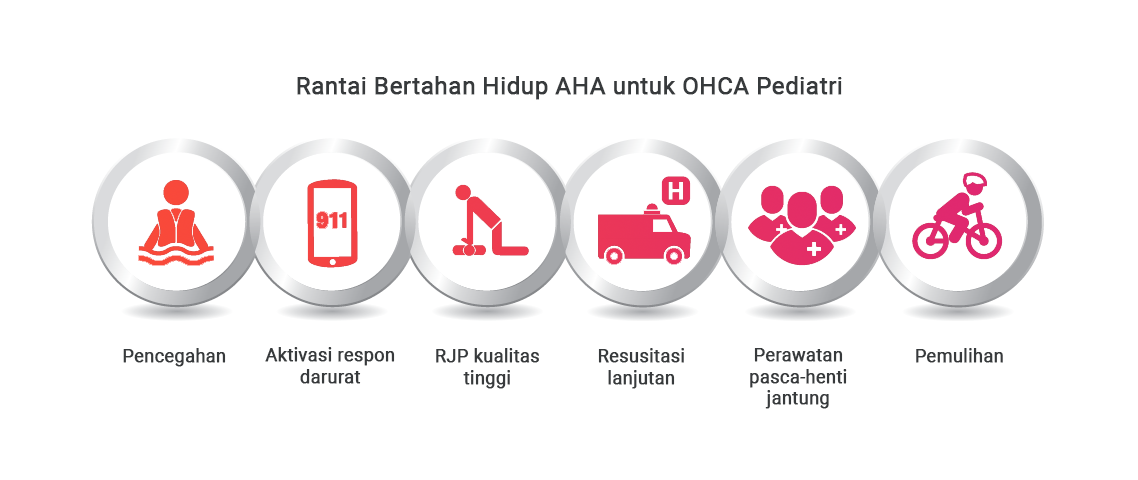 Rantai Bertahan Hidup AHA untuk OHCA Pediatri
911
H
Pencegahan
Aktivasi respon
darurat
RJP kualitas
tinggi
Resusitasi
lanjutan
Perawatan
pasca-henti
jantung
Pemulihan